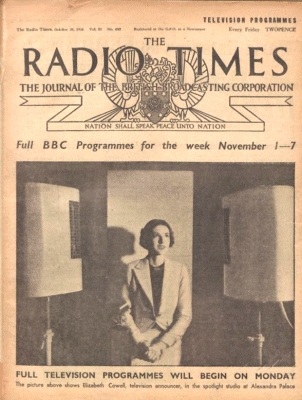 TELEVISION PROGRAMMES
The Radio Times, October 30, 1936 Vol. 53 No. 683 Registered at the G.P.O. as a Newspaper Every Friday TWOPENCE
THE
RADIO TIMES
THE JOURNAL OF THE BRITISH BROADCASTING CORPORATION
NATION SHALL SPEAK PEACE UNTO NATION
Full BBC Programmes for the week November 1—7
FULL TELEVISION PROGRAMMES WILL BEGIN ON MONDAY
The picture above shows Elizabeth Cowell, television announcer, in the spotlight studio at Alexandra Palace